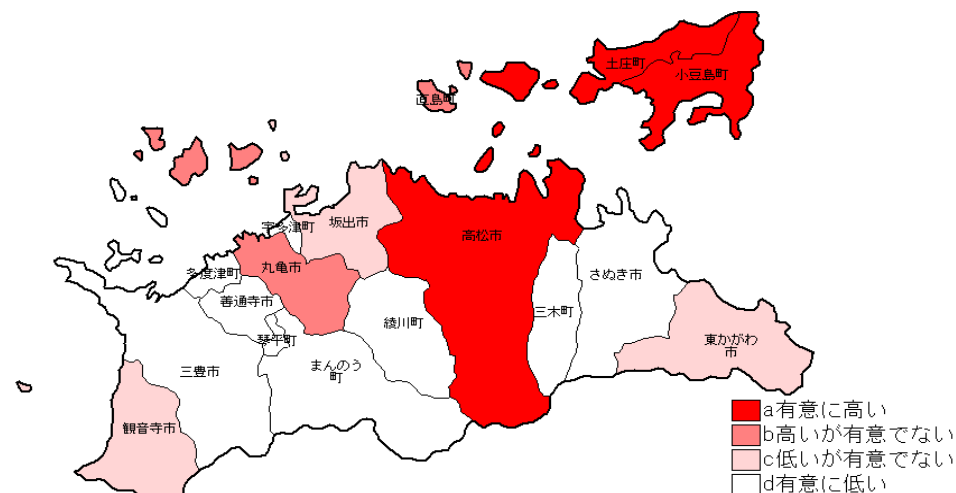 土庄町
小豆島町
直島町
宇多津町
坂出市
高松市
丸亀市
多度津町
さぬき市
善通寺市
綾川町
三木町
琴平町
東かがわ
市
三豊市
まんのう
町
観音寺市
a有意に高い
b高いが有意でない
c低いが有意でない
d有意に低い